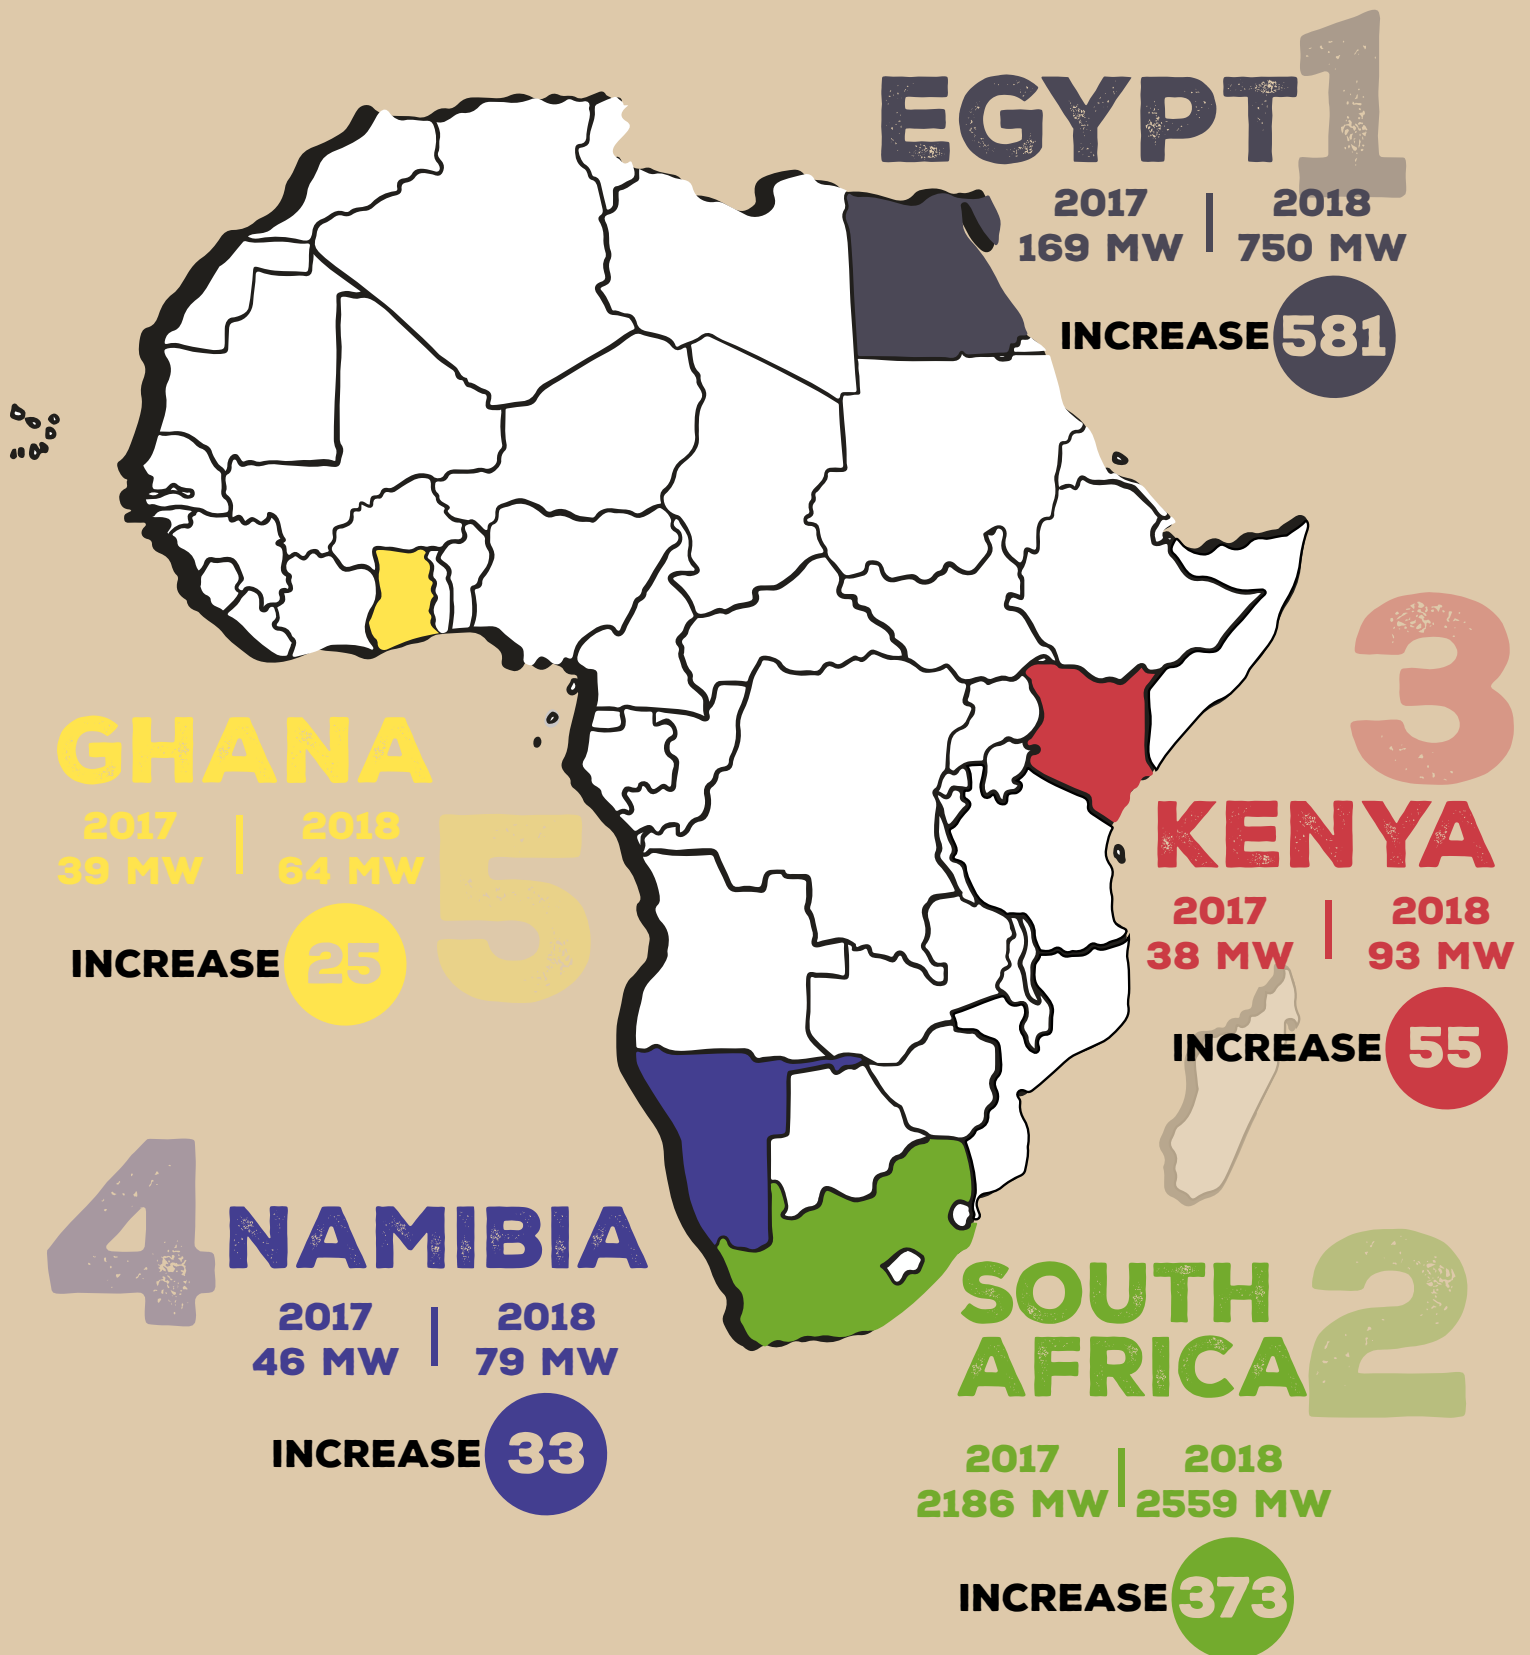 EGYPT 1
2017 | 2018
169 MW | 750 MW
INCREASE 581
3
KENYA
2017 | 2018
38 MW | 93 MW
INCREASE 55
GHANA
2017 | 2018
39 MW | 64 MW
5
INCREASE 25
4 NAMIBIA
2017 | 2018
46 MW | 79 MW
INCREASE 33
SOUTH
AFRICA 2
2017 | 2018
2186 MW | 2559 MW
INCREASE 373